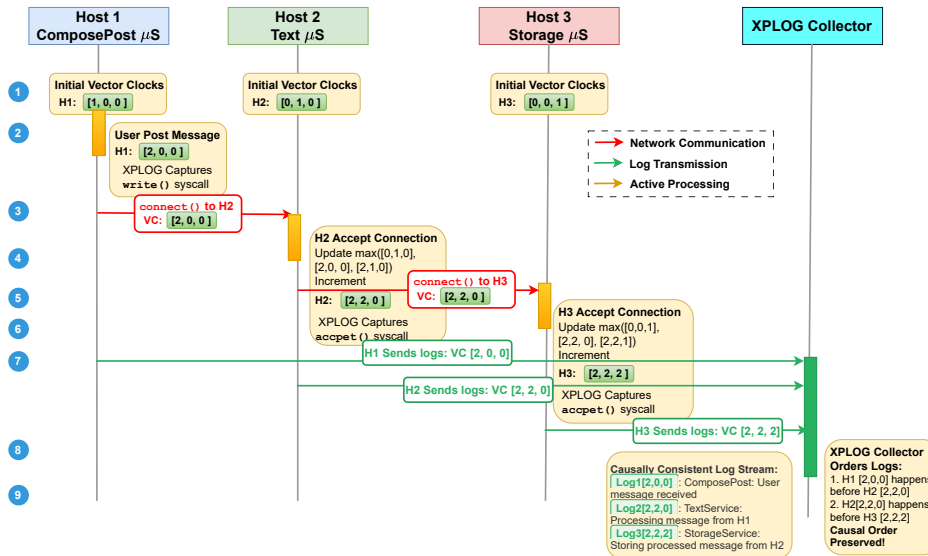 Host 1
ComposePost μS
Host 2
Text μS
Host 3
Storage μS
XPLOG Collector
1
Initial Vector Clocks
H1: [1, 0, 0 ]
Initial Vector Clocks
H2: [0, 1, 0 ]
Initial Vector Clocks
H3: [0, 0, 1 ]
2
User Post Message
H1: [2, 0, 0 ]
XPLOG Captures
write() syscall
Network Communication
Log Transmission
Active Processing
3
connect() to H2
VC: [2, 0, 0 ]
4
H2 Accept Connection
Update max([0,1,0],
[2,0, 0], [2,1,0])
Increment
H2: [2, 2, 0 ]
XPLOG Captures
accpet() syscall
5
connect() to H3
VC: [2, 2, 0 ]
6
H3 Accept Connection
Update max([0,0,1],
[2,2, 0], [2,2,1])
Increment
H3: [2, 2, 2 ]
XPLOG Captures
accpet() syscall
7
H1 Sends logs: VC [2, 0, 0]
H2 Sends logs: VC [2, 2, 0]
H3 Sends logs: VC [2, 2, 2]
8
9
Causally Consistent Log Stream:
Log1[2,0,0] : ComposePost: User
message received
Log2[2,2,0] : TextService:
Processing message from H1
Log3[2,2,2] : StorageService:
Storing processed message from H2
XPLOG Collector
Orders Logs:
1. H1 [2,0,0] happens
before H2 [2,2,0]
2. H2[2,2,0] happens
before H3 [2,2,2]
Causal Order
Preserved!